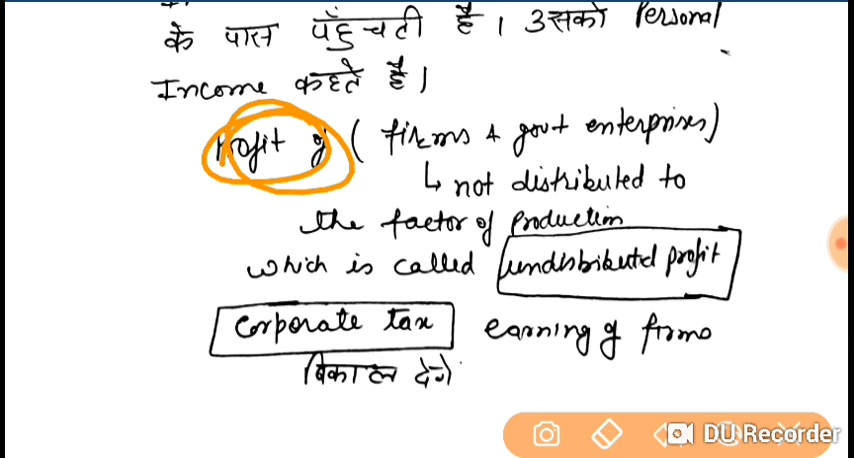 के पास पहुँचती है। उसको Personal
Income कहते है।
Profit of ( firms & govt enterprises)
↳ not distributed to
the factor of production
which is called undisbributed profit
corporate tax earning of firms
निकाल देंगे
DU Recorder